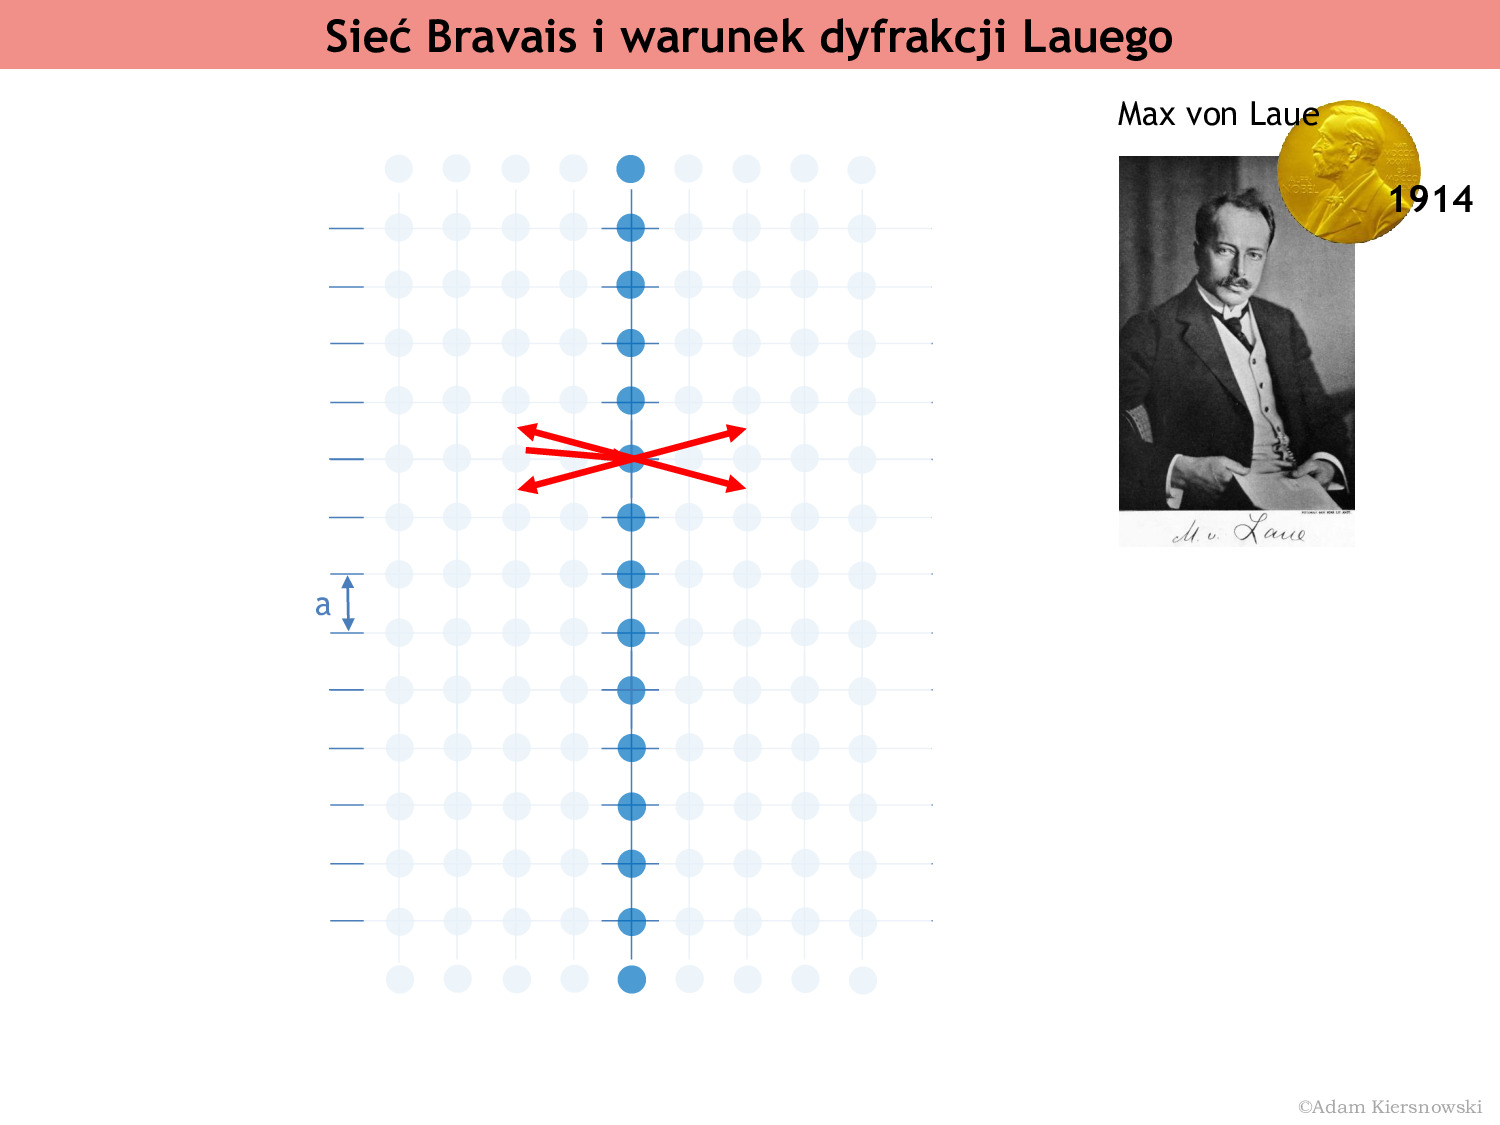 Sieć Bravais i warunek dyfrakcji Lauego
Max von Laue
1914
M. v. Laue
a
©Adam Kiersnowski